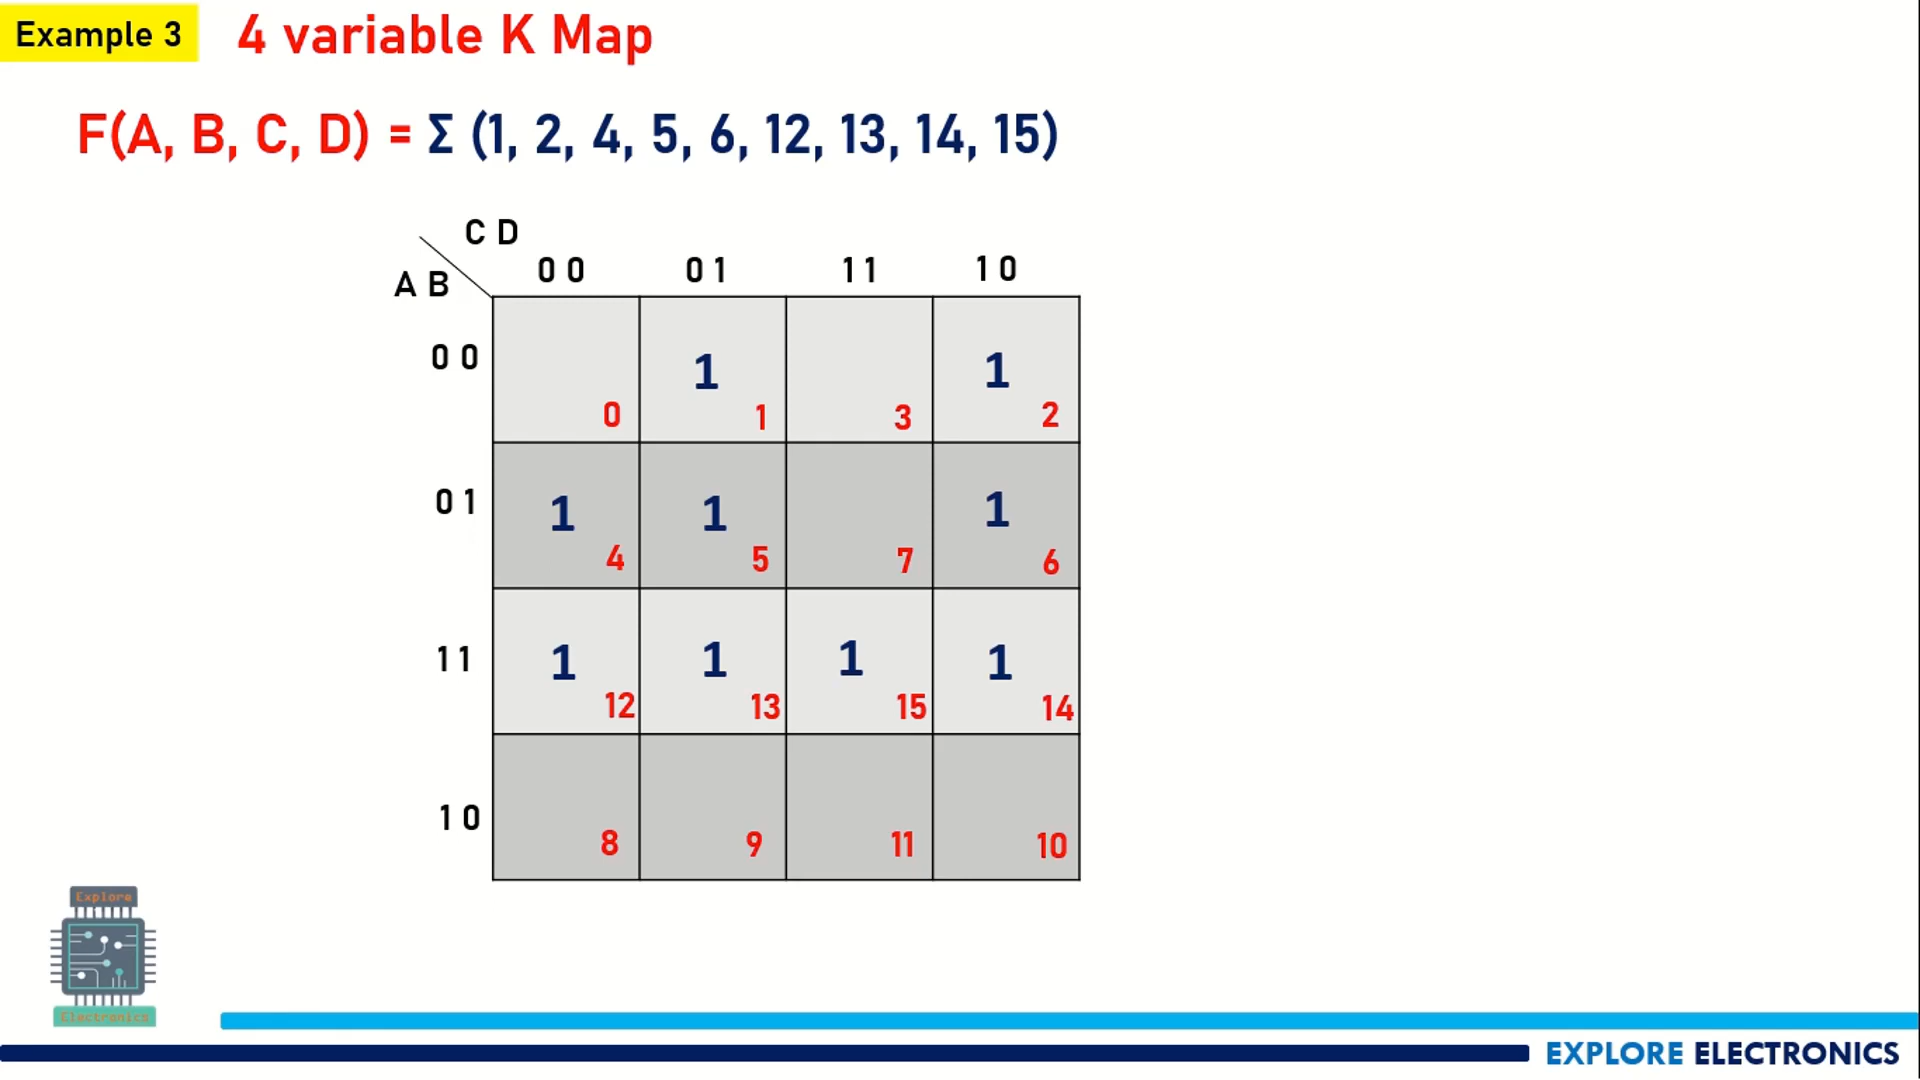 Example 3
4 variable K Map
F(A, B, C, D) = Σ (1, 2, 4, 5, 6, 12, 13, 14, 15)
C D
A B
0 0 0 1 1 1 1 0
0 0 1 1
0 1 3 2
0 1 1 1 1
4 5 7 6
1 1 1 1 1 1
12 13 15 14
1 0
8 9 11 10
Explore
Electronics
EXPLORE ELECTRONICS